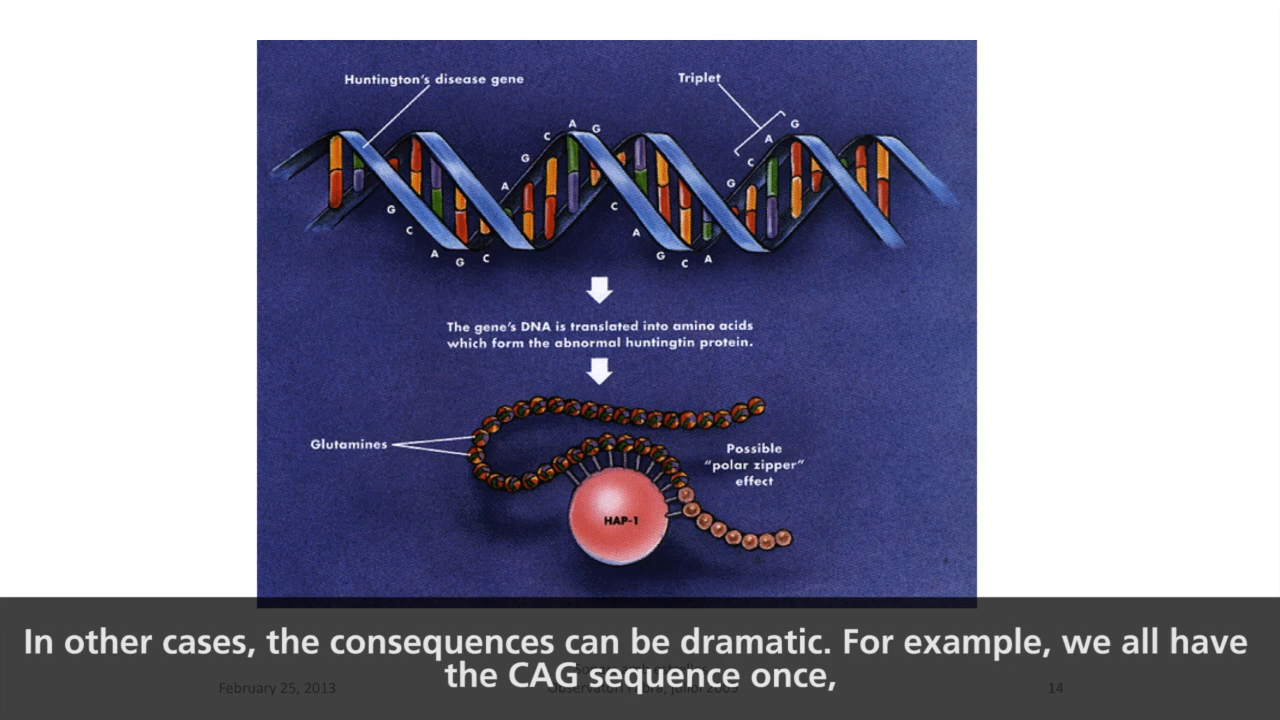 Huntington's disease gene
Triplet
G
C
A
G
C
A
G
C
A
G
C
A
G
C
A
G
C
A
G
The gene's DNA is translated into amino acids
which form the abnormal huntingtin protein.
Glutamines
Possible
"polar zipper"
effect
HAP-1
In other cases, the consequences can be dramatic. For example, we all have
the CAG sequence once,
February 25, 2013
14